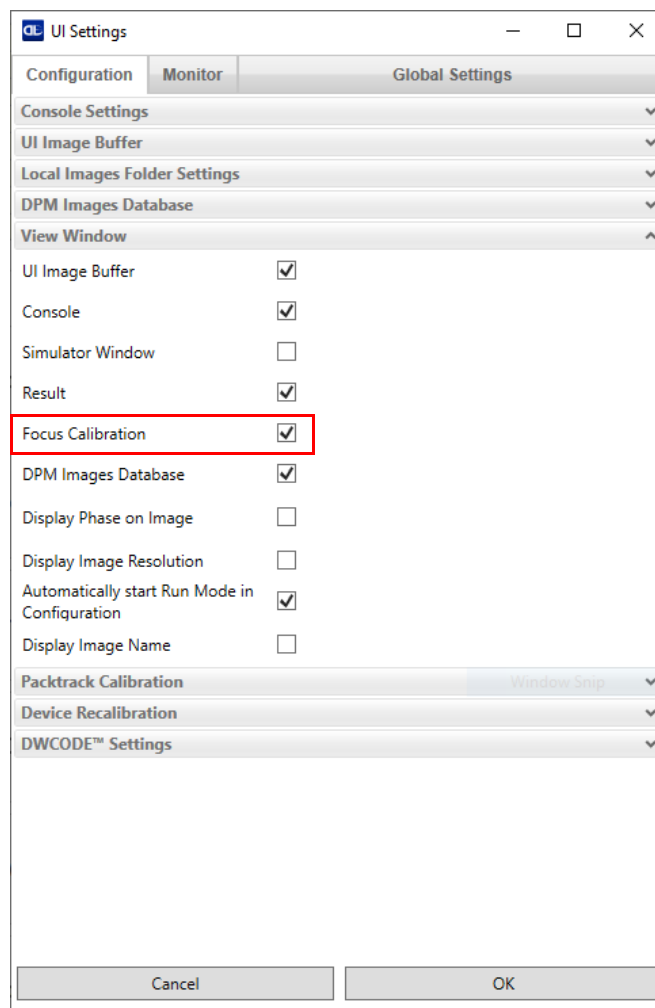 UI Settings
Configuration Monitor Global Settings
Console Settings
UI Image Buffer
Local Images Folder Settings
DPM Images Database
View Window
UI Image Buffer
Console
Simulator Window
Result
Focus Calibration
DPM Images Database
Display Phase on Image
Display Image Resolution
Automatically start Run Mode in
Configuration
Display Image Name
Packtrack Calibration Window Snip
Device Recalibration
DWCODE™ Settings
Cancel OK